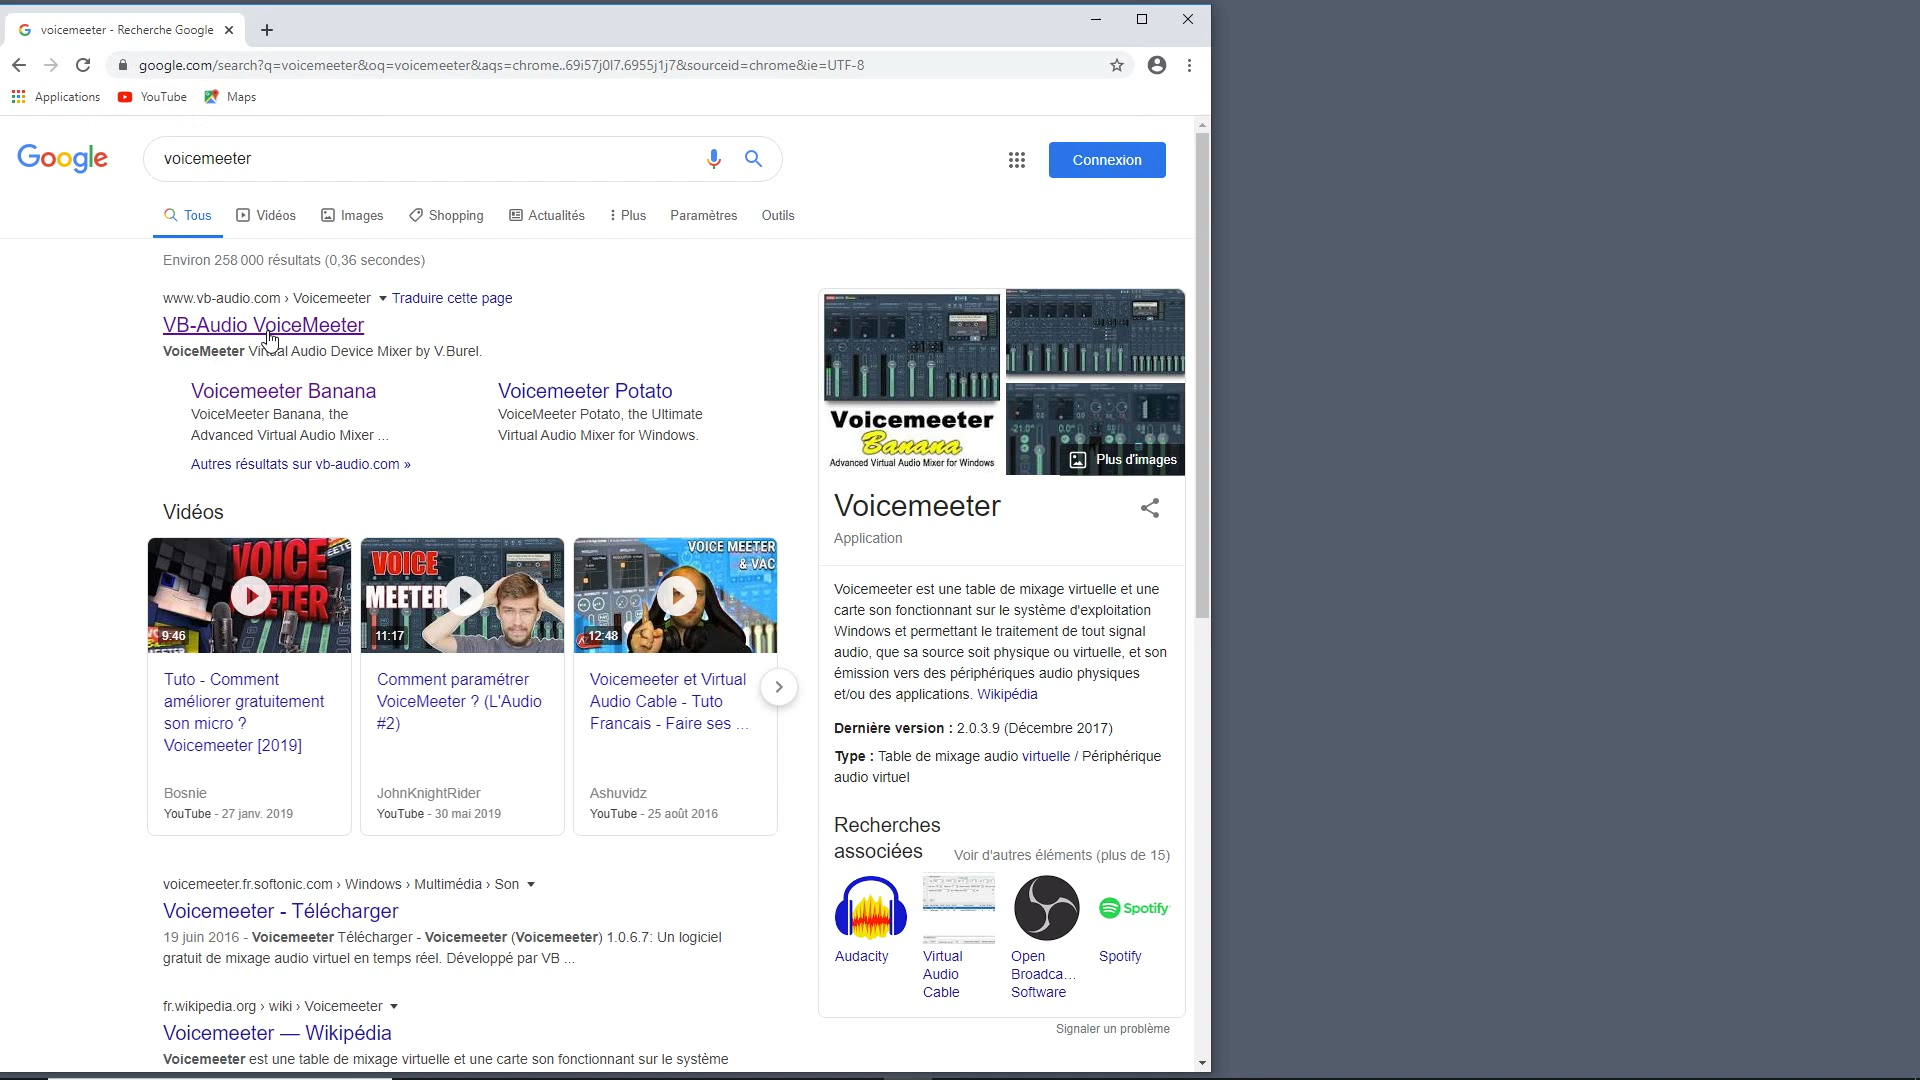 voicemeeter - Recherche Google
google.com/search?q=voicemeeter&oq=voicemeeter&aqs=chrome..69i57j0l7.6955j1j7&sourceid=chrome&ie=UTF-8
Applications YouTube Maps
Google
voicemeeter
Connexion
Tous Vidéos Images Shopping Actualités Plus Paramètres Outils
Environ 258 000 résultats (0,36 secondes)
www.vb-audio.com › Voicemeeter Traduire cette page
VB-Audio VoiceMeeter
VoiceMeeter Virtual Audio Device Mixer by V.Burel.
Voicemeeter Banana
VoiceMeeter Banana, the
Advanced Virtual Audio Mixer ...
Voicemeeter Potato
VoiceMeeter Potato, the Ultimate
Virtual Audio Mixer for Windows.
Autres résultats sur vb-audio.com »
Vidéos
VOICE
METER
9:46
Tuto - Comment
améliorer gratuitement
son micro ?
Voicemeeter [2019]
Bosnie
YouTube - 27 janv. 2019
VOICE
MEETER
11:17
Comment paramétrer
VoiceMeeter ? (L'Audio
#2)
JohnKnightRider
YouTube - 30 mai 2019
VOICE MEETER
& VAC
12:48
Voicemeeter et Virtual
Audio Cable - Tuto
Francais - Faire ses ...
Ashuvidz
YouTube - 25 août 2016
voicemeeter.fr.softonic.com › Windows › Multimédia › Son
Voicemeeter - Télécharger
19 juin 2016 - Voicemeeter Télécharger - Voicemeeter (Voicemeeter) 1.0.6.7: Un logiciel
gratuit de mixage audio virtuel en temps réel. Développé par VB ...
fr.wikipedia.org › wiki › Voicemeeter
Voicemeeter — Wikipédia
Voicemeeter est une table de mixage virtuelle et une carte son fonctionnant sur le système
Voicemeeter
Banana
Advanced Virtual Audio Mixer for Windows
Plus d'images
Voicemeeter
Application
Voicemeeter est une table de mixage virtuelle et une
carte son fonctionnant sur le système d'exploitation
Windows et permettant le traitement de tout signal
audio, que sa source soit physique ou virtuelle, et son
émission vers des périphériques audio physiques
et/ou des applications. Wikipédia
Dernière version : 2.0.3.9 (Décembre 2017)
Type : Table de mixage audio virtuelle / Périphérique
audio virtuel
Recherches
associées
Voir d'autres éléments (plus de 15)
Spotify
Audacity
Virtual
Audio
Cable
Open
Broadca...
Software
Spotify
Signaler un problème